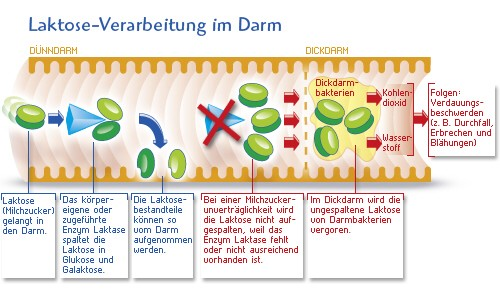 Laktose-Verarbeitung im Darm
DÜNNDARM
DICKDARM
Dickdarm-
bakterien
Kohlen-
dioxid
Wasser-
stoff
Folgen:
Verdauungs-
beschwerden
(z. B. Durchfall,
Erbrechen und
Blähungen)
Laktose
(Milchzucker)
gelangt in
den Darm.
Das körper-
eigene oder
zugeführte
Enzym Laktase
spaltet die
Laktose in
Glukose und
Galaktose.
Die Laktose-
bestandteile
können so
vom Darm
aufgenommen
werden.
Bei einer Milchzucker-
unverträglichkeit wird
die Laktose nicht auf-
gespalten, weil das
Enzym Laktase fehlt
oder nicht ausreichend
vorhanden ist.
Im Dickdarm wird die
ungespaltene Laktose
von Darmbakterien
vergoren.